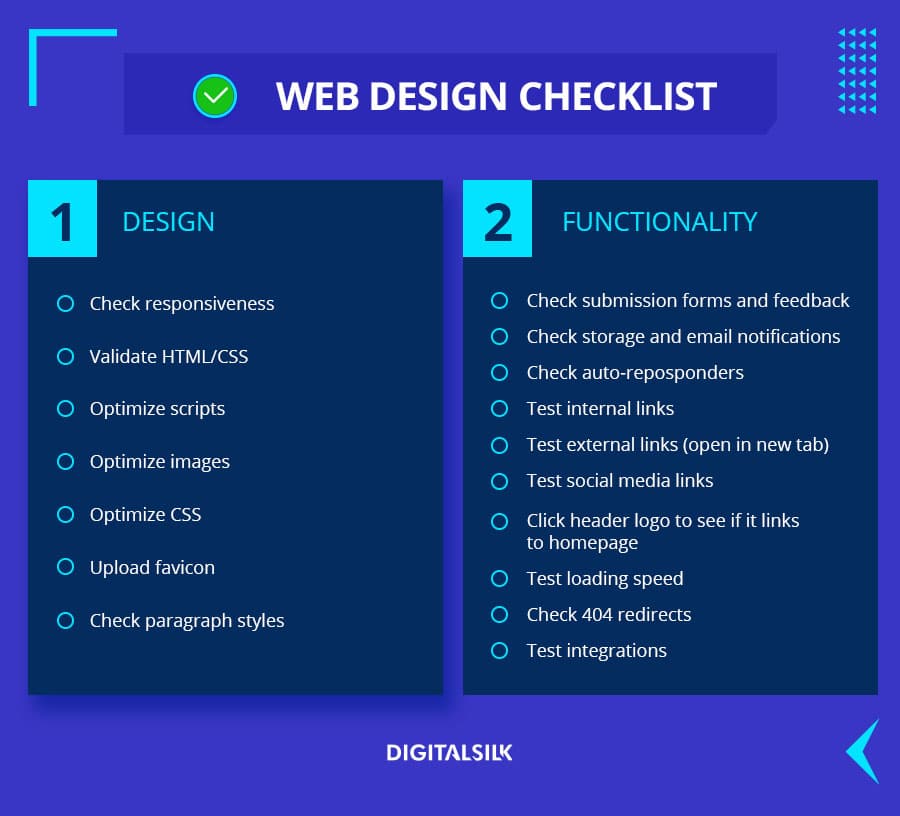 WEB DESIGN CHECKLIST
1
DESIGN
Check responsiveness
Validate HTML/CSS
Optimize scripts
Optimize images
Optimize CSS
Upload favicon
Check paragraph styles
2
FUNCTIONALITY
Check submission forms and feedback
Check storage and email notifications
Check auto-reposponders
Test internal links
Test external links (open in new tab)
Test social media links
Click header logo to see if it links
to homepage
Test loading speed
Check 404 redirects
Test integrations
DIGITALSILK